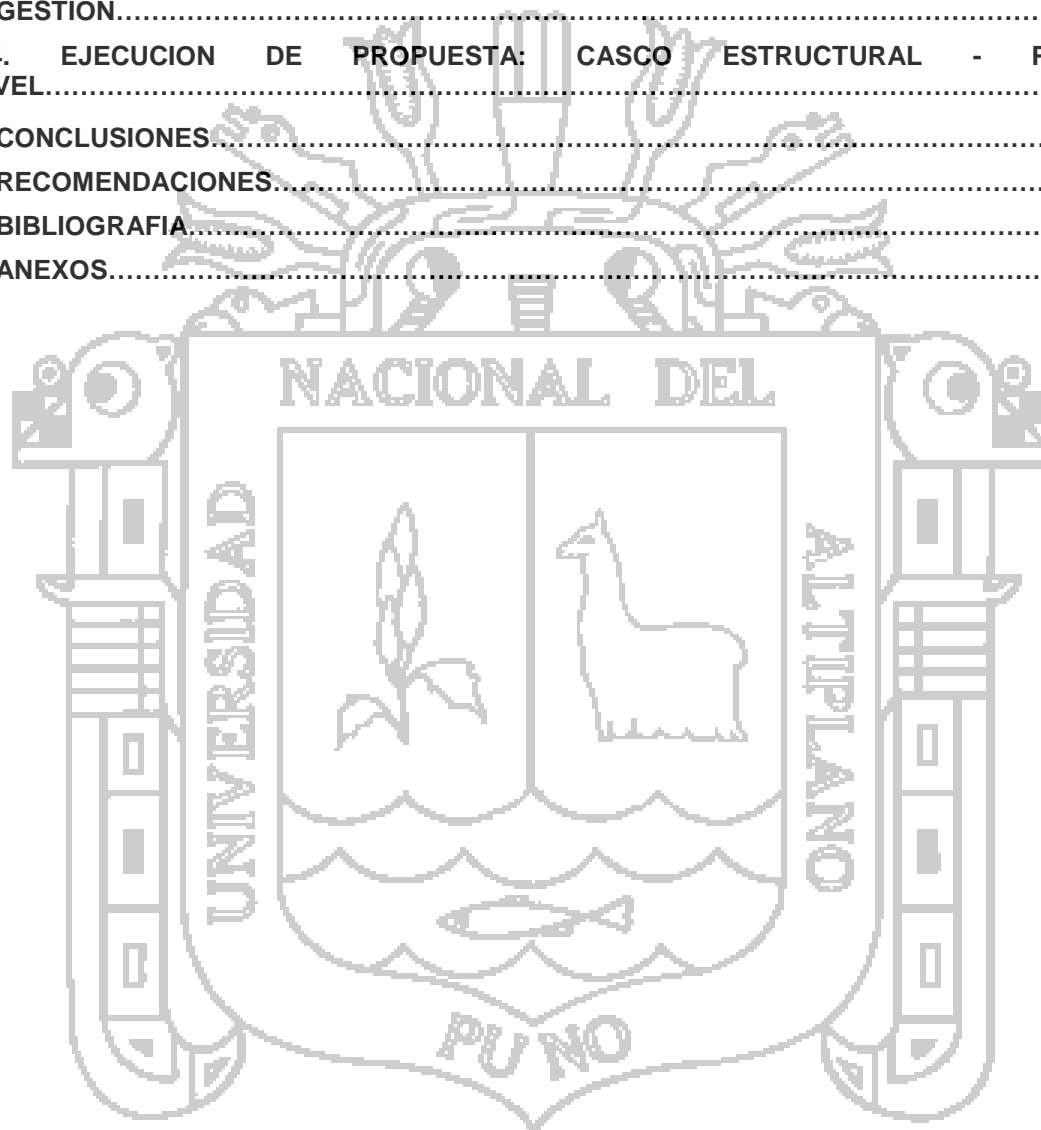 GESTION....................................................................................................
. EJECUCION DE PROPUESTA: CASCO ESTRUCTURAL -
VEL....................................................................................................
CONCLUSIONES....................................................................................................
RECOMENDACIONES....................................................................................................
BIBLIOGRAFIA....................................................................................................
ANEXOS....................................................................................................
NACIONAL DEL
UNIVERSIDAD
ALTIPLANO
PUNO